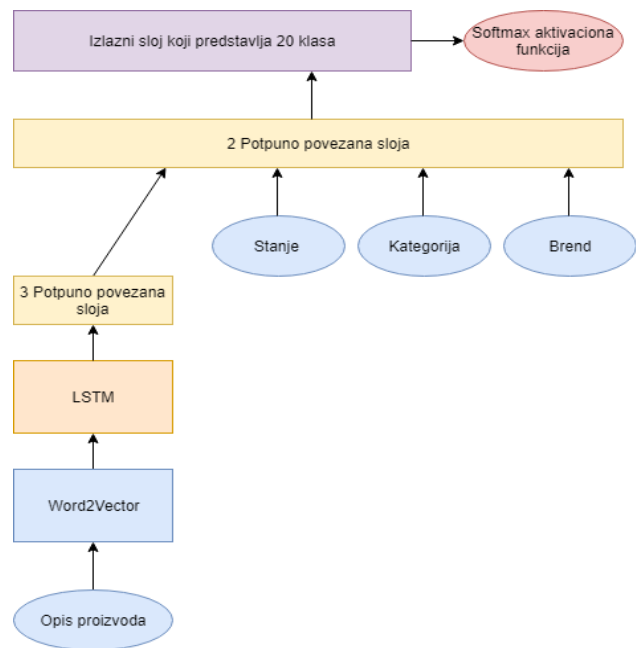 Izlazni sloj koji predstavlja 20 klasa
Softmax aktivaciona
funkcija
2 Potpuno povezana sloja
Stanje
Kategorija
Brend
3 Potpuno povezana
sloja
LSTM
Word2Vector
Opis proizvoda